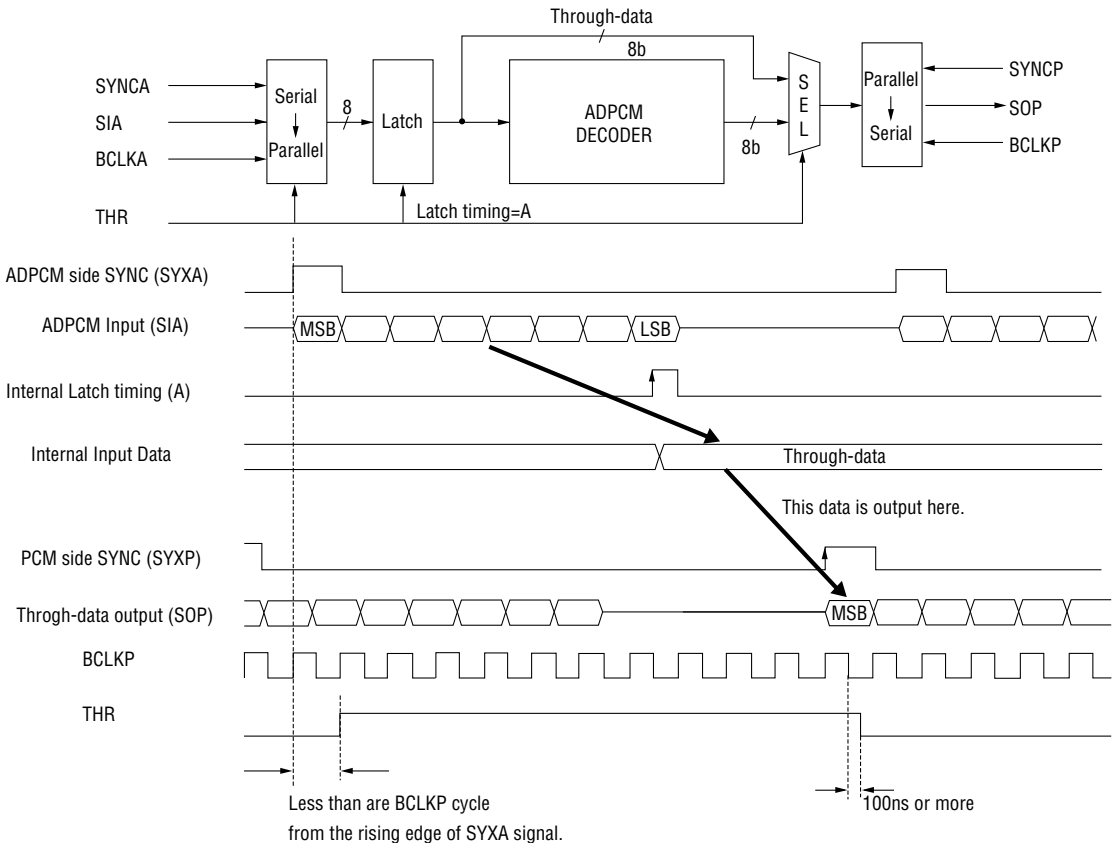 Through-data
8b
SYNCA
SIA
BCLKA
THR
Serial
Parallel
8
Latch
ADPCM
DECODER
8b
S
E
L
Parallel
Serial
SYNCP
SOP
BCLKP
Latch timing=A
ADPCM side SYNC (SYXA)
ADPCM Input (SIA)
MSB
LSB
Internal Latch timing (A)
Internal Input Data
Through-data
This data is output here.
PCM side SYNC (SYXP)
Throgh-data output (SOP)
MSB
BCLKP
THR
Less than are BCLKP cycle
from the rising edge of SYXA signal.
100ns or more